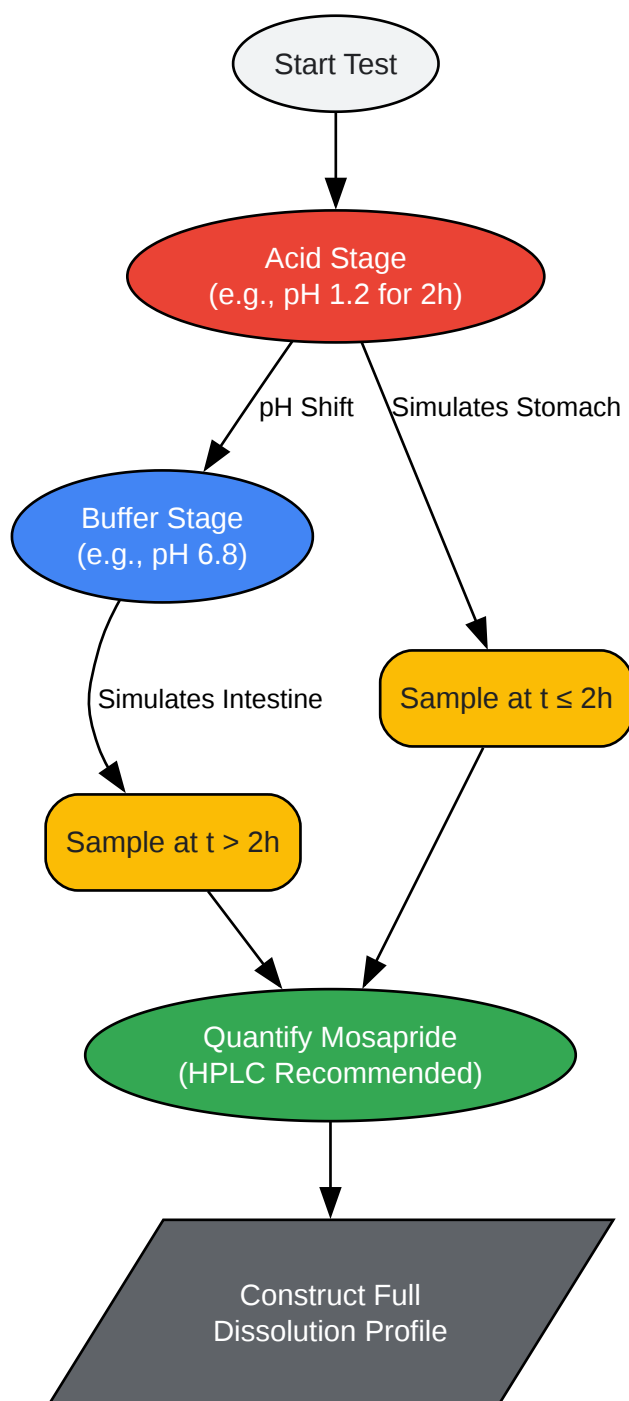 Start Test
Acid Stage
(e.g., pH 1.2 for 2h)
pH Shift
Simulates Stomach
Buffer Stage
(e.g., pH 6.8)
Simulates Intestine
Sample at t ≤ 2h
Sample at t > 2h
Quantify Mosapride
(HPLC Recommended)
Construct Full
Dissolution Profile